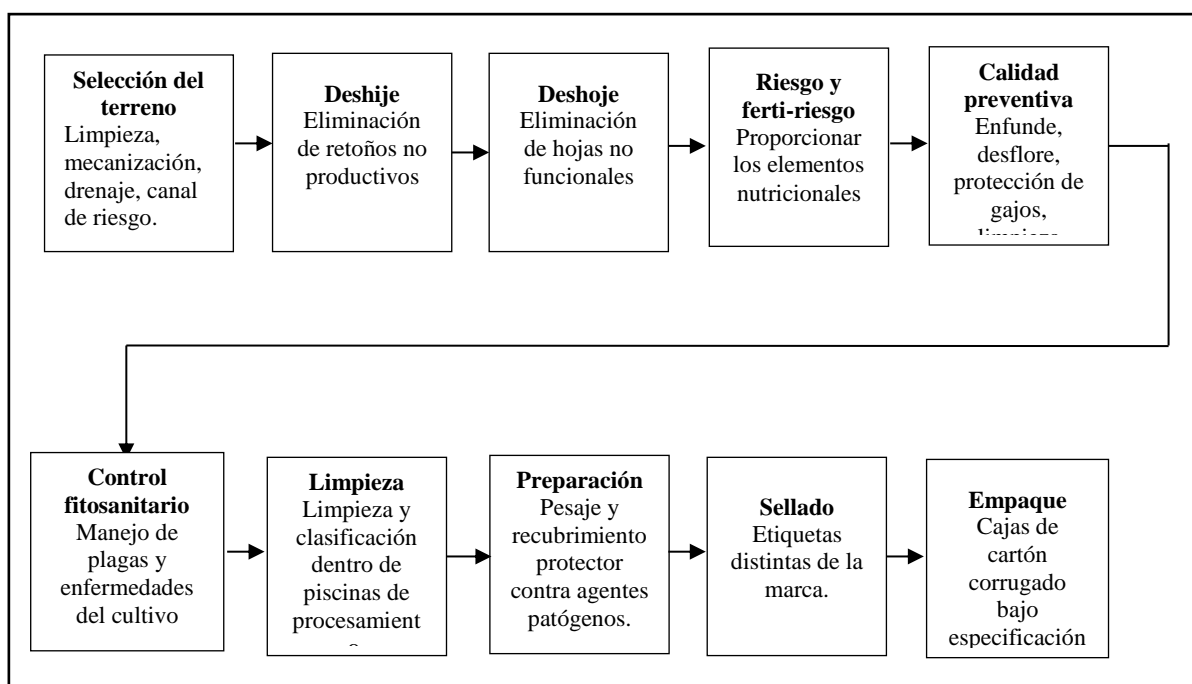 Selección del
terreno
Limpieza,
mecanización,
drenaje, canal
de riesgo.
Deshije
Eliminación
de retoños no
productivos
Deshoje
Eliminación
de hojas no
funcionales
Riesgo y
ferti-riesgo
Proporcionar
los elementos
nutricionales
Calidad
preventiva
Enfunde,
desflore,
protección de
gajos,
limpieza
Control
fitosanitario
Manejo de
plagas y
enfermedades
del cultivo
Limpieza
Limpieza y
clasificación
dentro de
piscinas de
procesamient
Preparación
Pesaje y
recubrimiento
protector
contra agentes
patógenos.
Sellado
Etiquetas
distintas de la
marca.
Empaque
Cajas de
cartón
corrugado
bajo
especificación